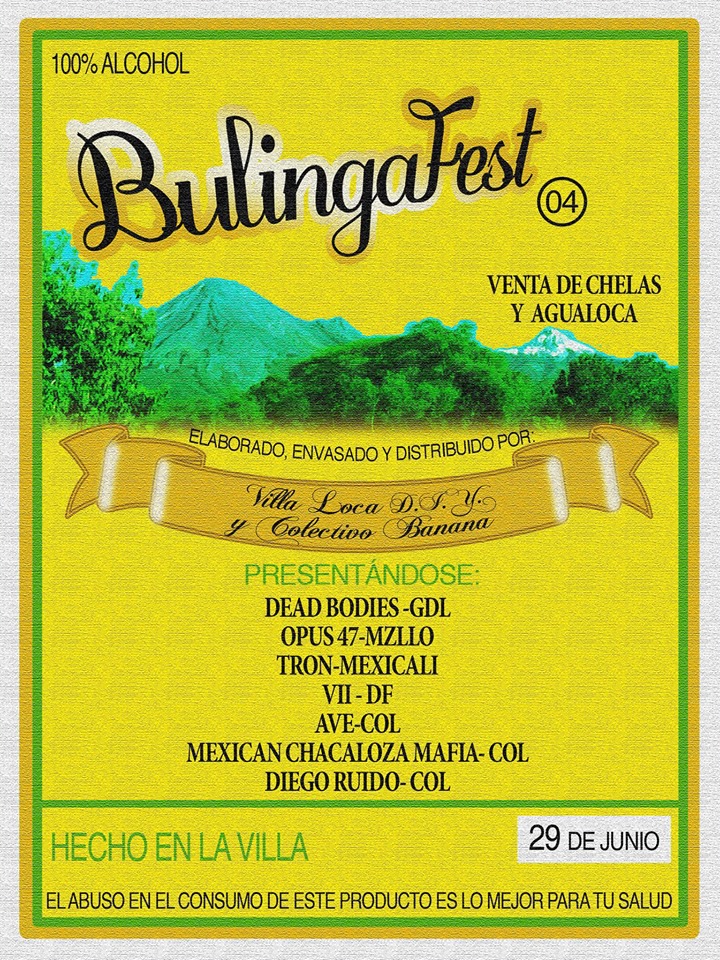 100% ALCOHOL
BulingaFest
04
VENTA DE CHELAS
Y AGUALOCA
ELABORADO, ENVASADO Y DISTRIBUIDO POR:
Villa Loca D.I.Y.
y Colectivo Banana
PRESENTÁNDOSE:
DEAD BODIES -GDL
OPUS 47-MZLLO
TRON-MEXICALI
VII - DF
AVE-COL
MEXICAN CHACALOZA MAFIA- COL
DIEGO RUIDO- COL
HECHO EN LA VILLA
29 DE JUNIO
EL ABUSO EN EL CONSUMO DE ESTE PRODUCTO ES LO MEJOR PARA TU SALUD